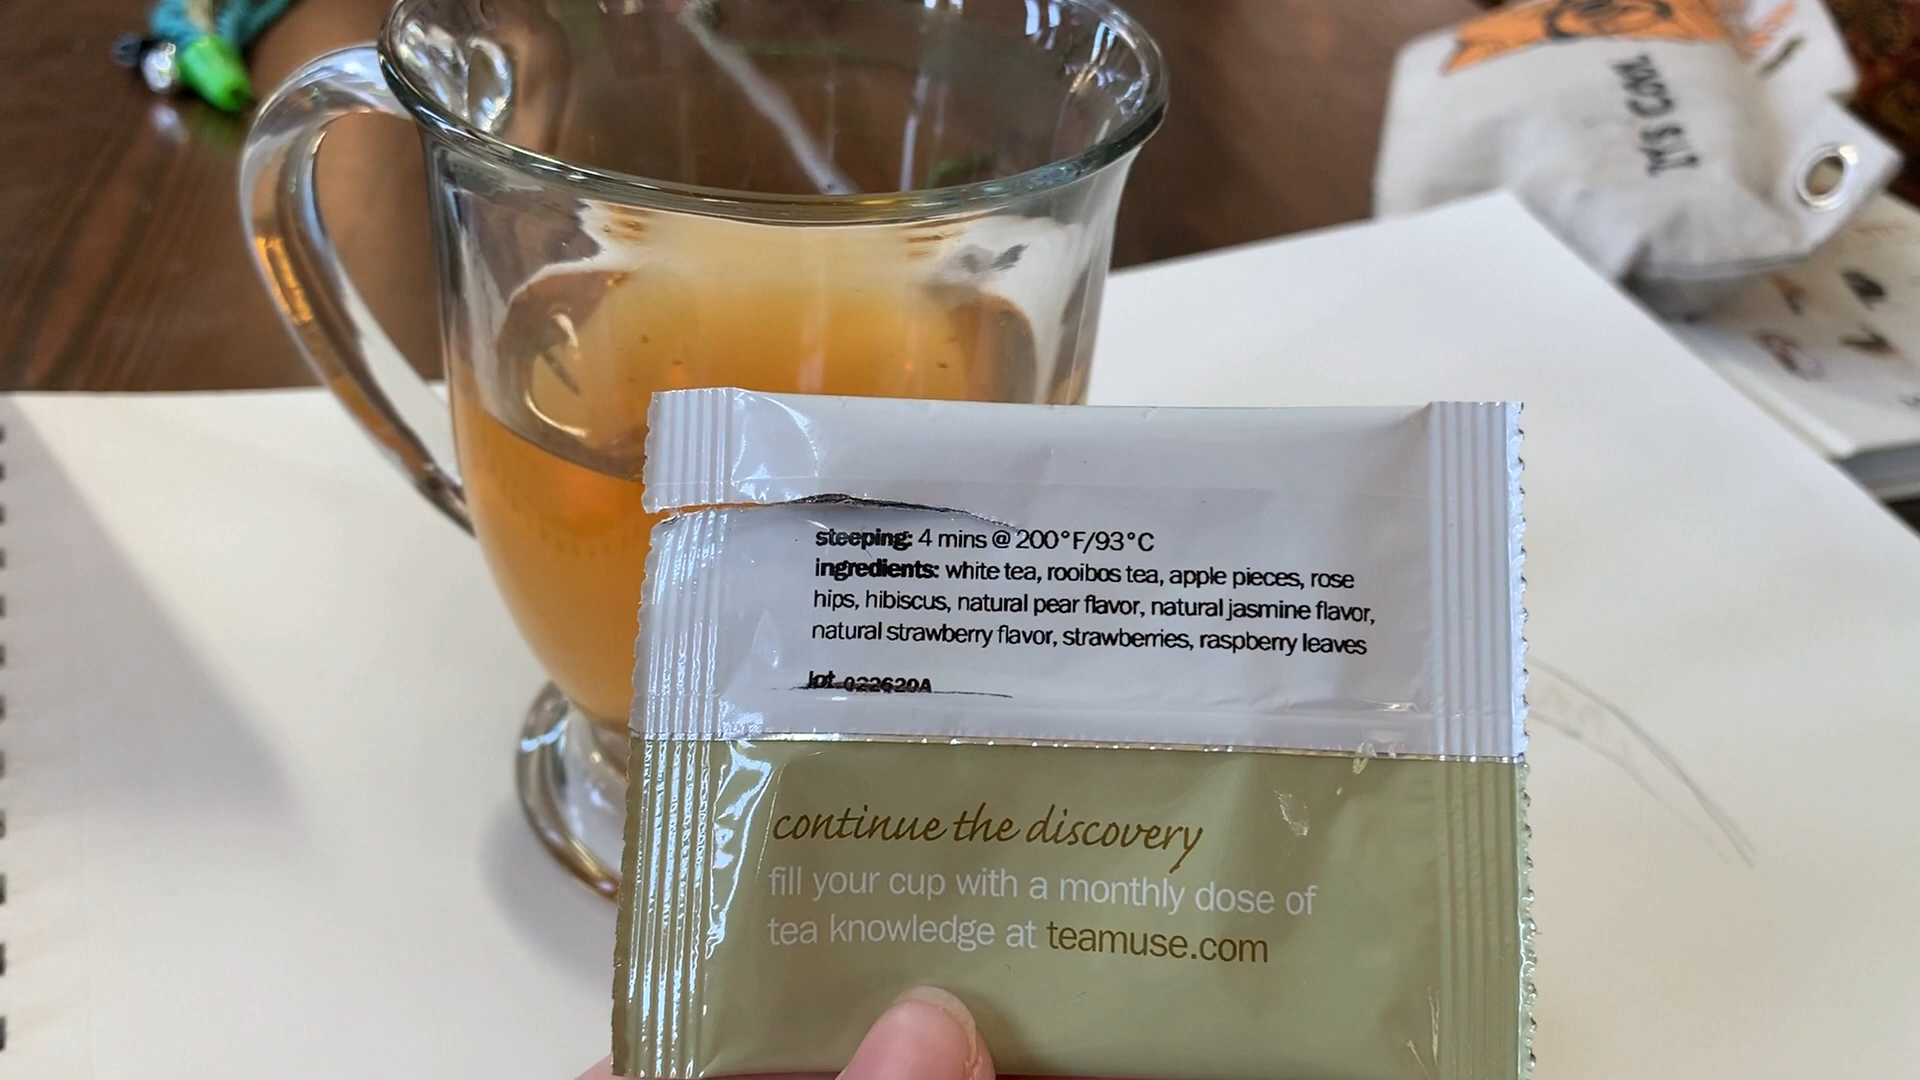 IT'S COOL
steeping: 4 mins @ 200°F/93°C
ingredients: white tea, rooibos tea, apple pieces, rose
hips, hibiscus, natural pear flavor, natural jasmine flavor,
natural strawberry flavor, strawberries, raspberry leaves
lot 022620A
continue the discovery
fill your cup with a monthly dose of
tea knowledge at teamuse.com